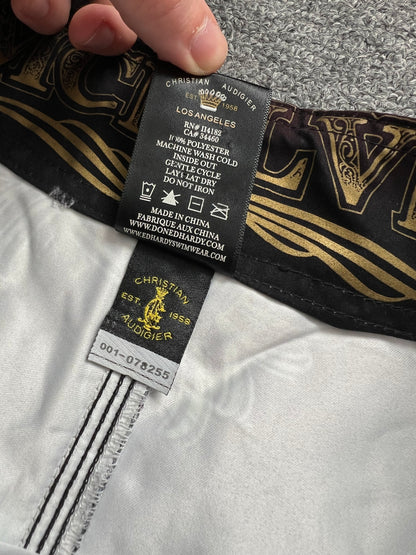 CHRISTIAN AUDIGIER
EST. 1958
LOS ANGELES
RN# 114182
CA# 34460
100% POLYESTER
MACHINE WASH COLD
INSIDE OUT
GENTLE CYCLE
LAY FLAT DRY
DO NOT IRON
MADE IN CHINA
FABRIQUE AUX CHINA
WWW.DONEDHARDY.COM
WWW.EDHARDYSWIMWEAR.COM
CHRISTIAN
EST. 1958
AUDIGIER
001-078255